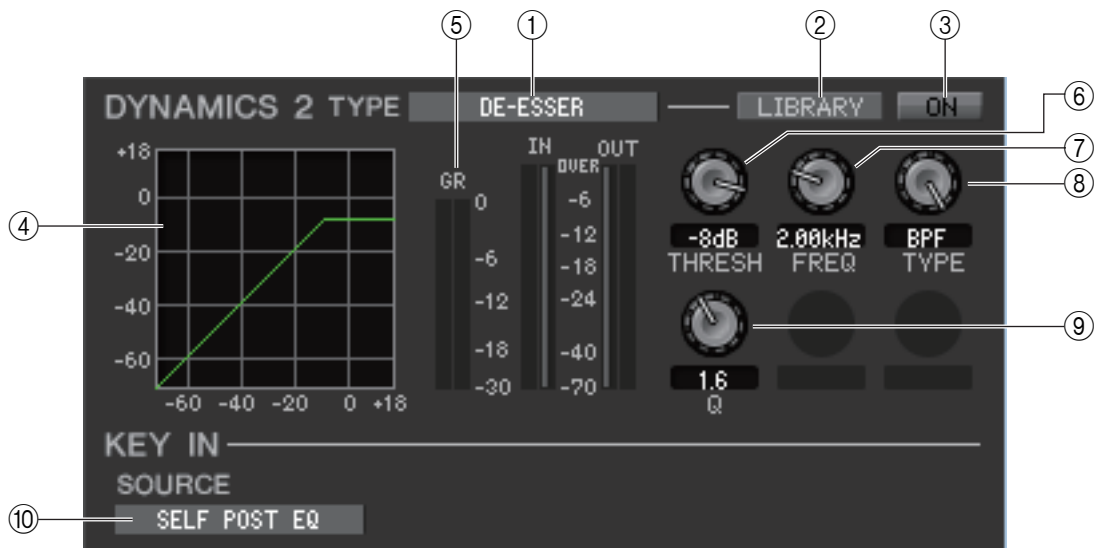 ⑤ ① ② ③
DYNAMICS 2 TYPE DE-ESSER LIBRARY ON
⑥
⑦
⑧
④
⑨
⑩
+18
0
-20
-40
-60
-60 -40 -20 0 +18
GR
0
-6
-12
-18
-30
IN OUT
OVER
-6
-12
-18
-24
-40
-70
-8dB 2.00kHz BPF
THRESH FREQ TYPE
1.6
Q
KEY IN
SOURCE
SELF POST EQ